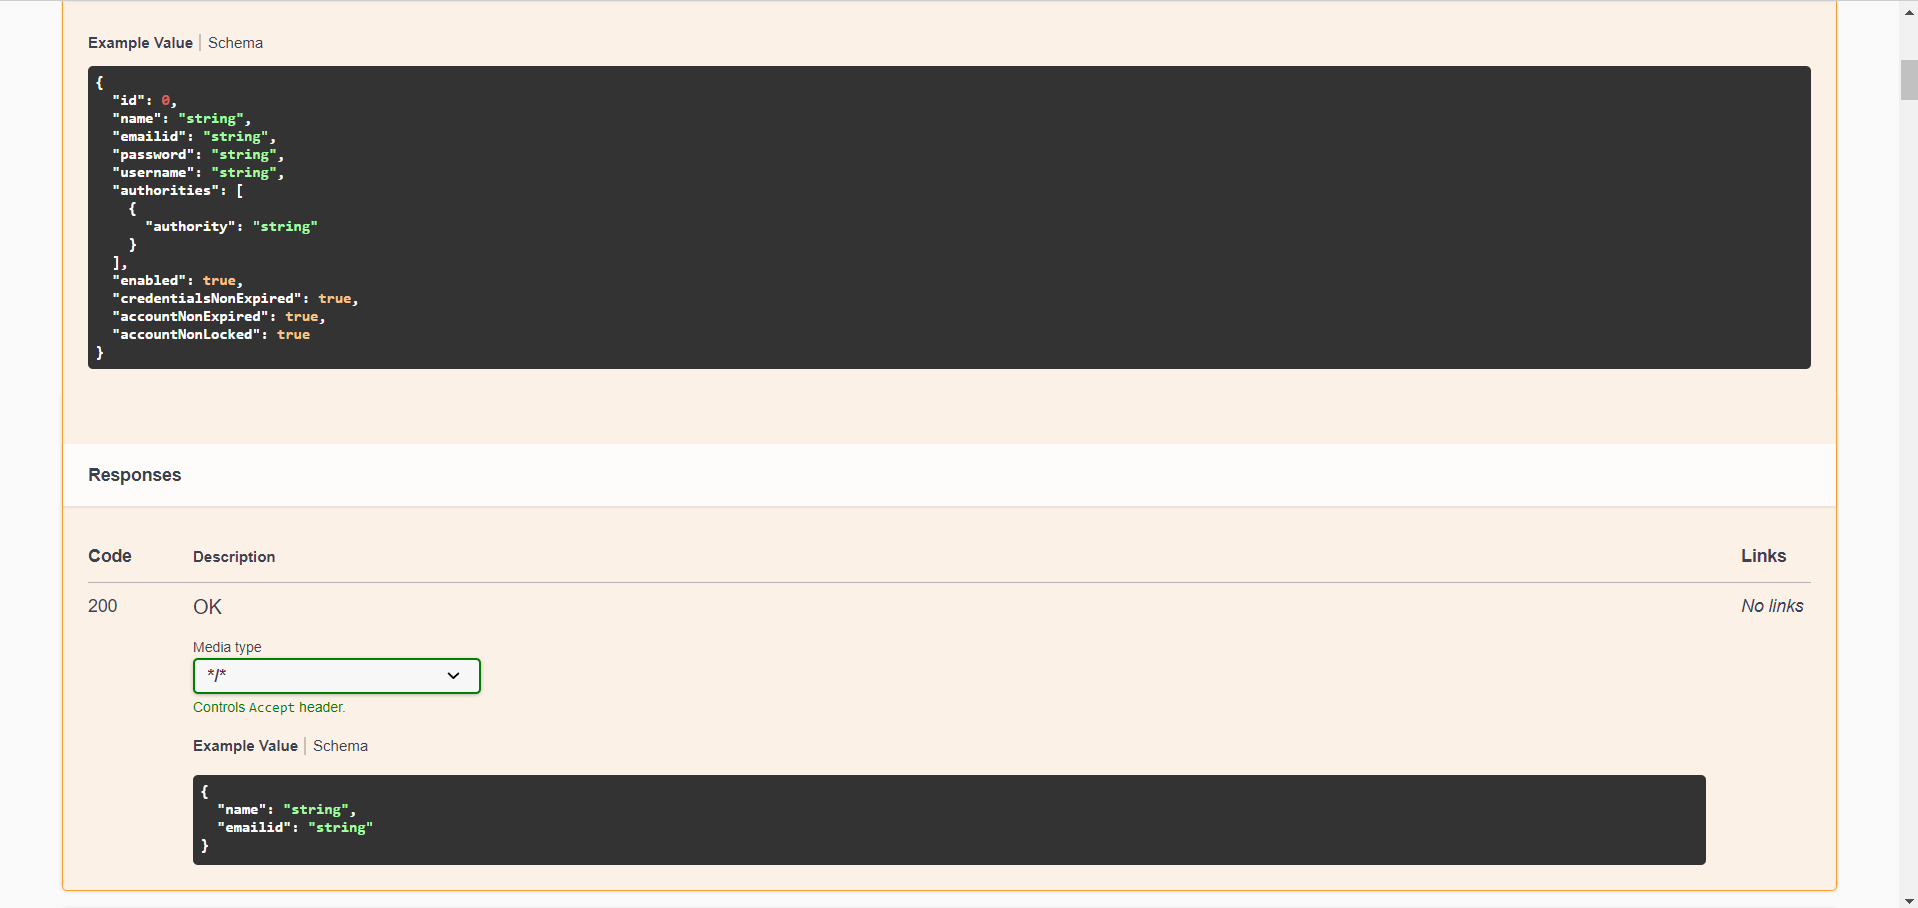 Example Value | Schema
{
  "id": 0,
  "name": "string",
  "emailid": "string",
  "password": "string",
  "username": "string",
  "authorities": [
    {
      "authority": "string"
    }
  ],
  "enabled": true,
  "credentialsNonExpired": true,
  "accountNonExpired": true,
  "accountNonLocked": true
}
Responses
Code Description Links
200 OK No links
Media type
*/*
Controls Accept header.
Example Value | Schema
{
  "name": "string",
  "emailid": "string"
}